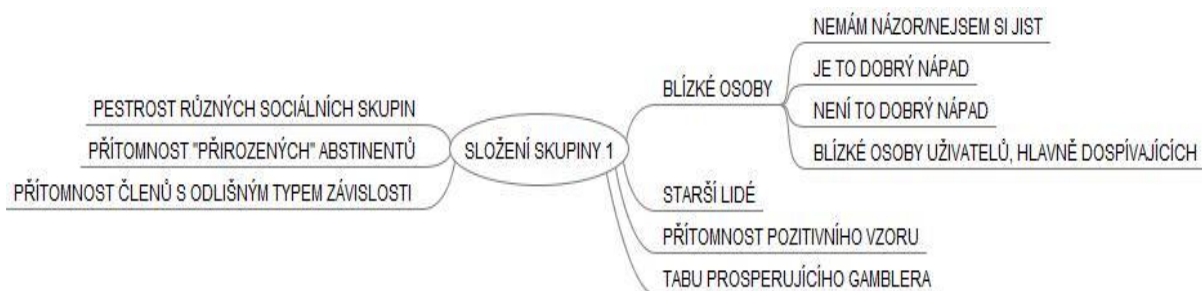 PESTROST RŮZNÝCH SOCIÁLNÍCH SKUPIN
PŘÍTOMNOST "PŘIROZENÝCH" ABSTINENTŮ
PŘÍTOMNOST ČLENŮ S ODLIŠNÝM TYPEM ZÁVISLOSTI
SLOŽENÍ SKUPINY 1
BLÍZKÉ OSOBY
NEMÁM NÁZOR/NEJSEM SI JIST
JE TO DOBRÝ NÁPAD
NENÍ TO DOBRÝ NÁPAD
BLÍZKÉ OSOBY UŽIVATELŮ, HLAVNĚ DOSPÍVAJÍCÍCH
STARŠÍ LIDÉ
PŘÍTOMNOST POZITIVNÍHO VZORU
TABU PROSPERUJÍCÍHO GAMBLERA